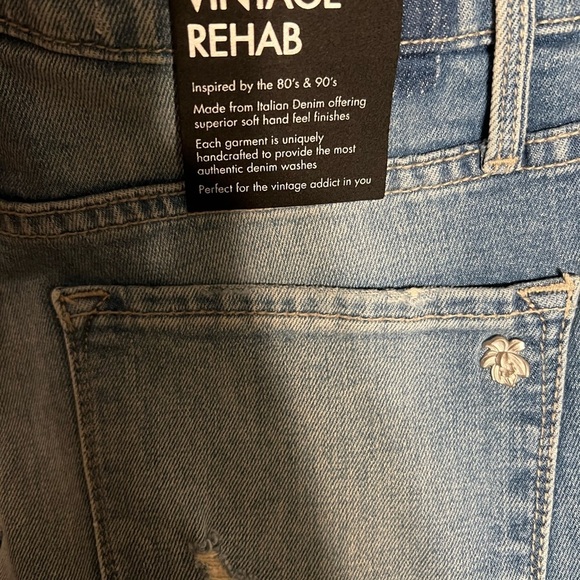 VINTAGE
REHAB
Inspired by the 80's & 90's
Made from Italian Denim offering
superior soft hand feel finishes
Each garment is uniquely
handcrafted to provide the most
authentic denim washes
Perfect for the vintage addict in you